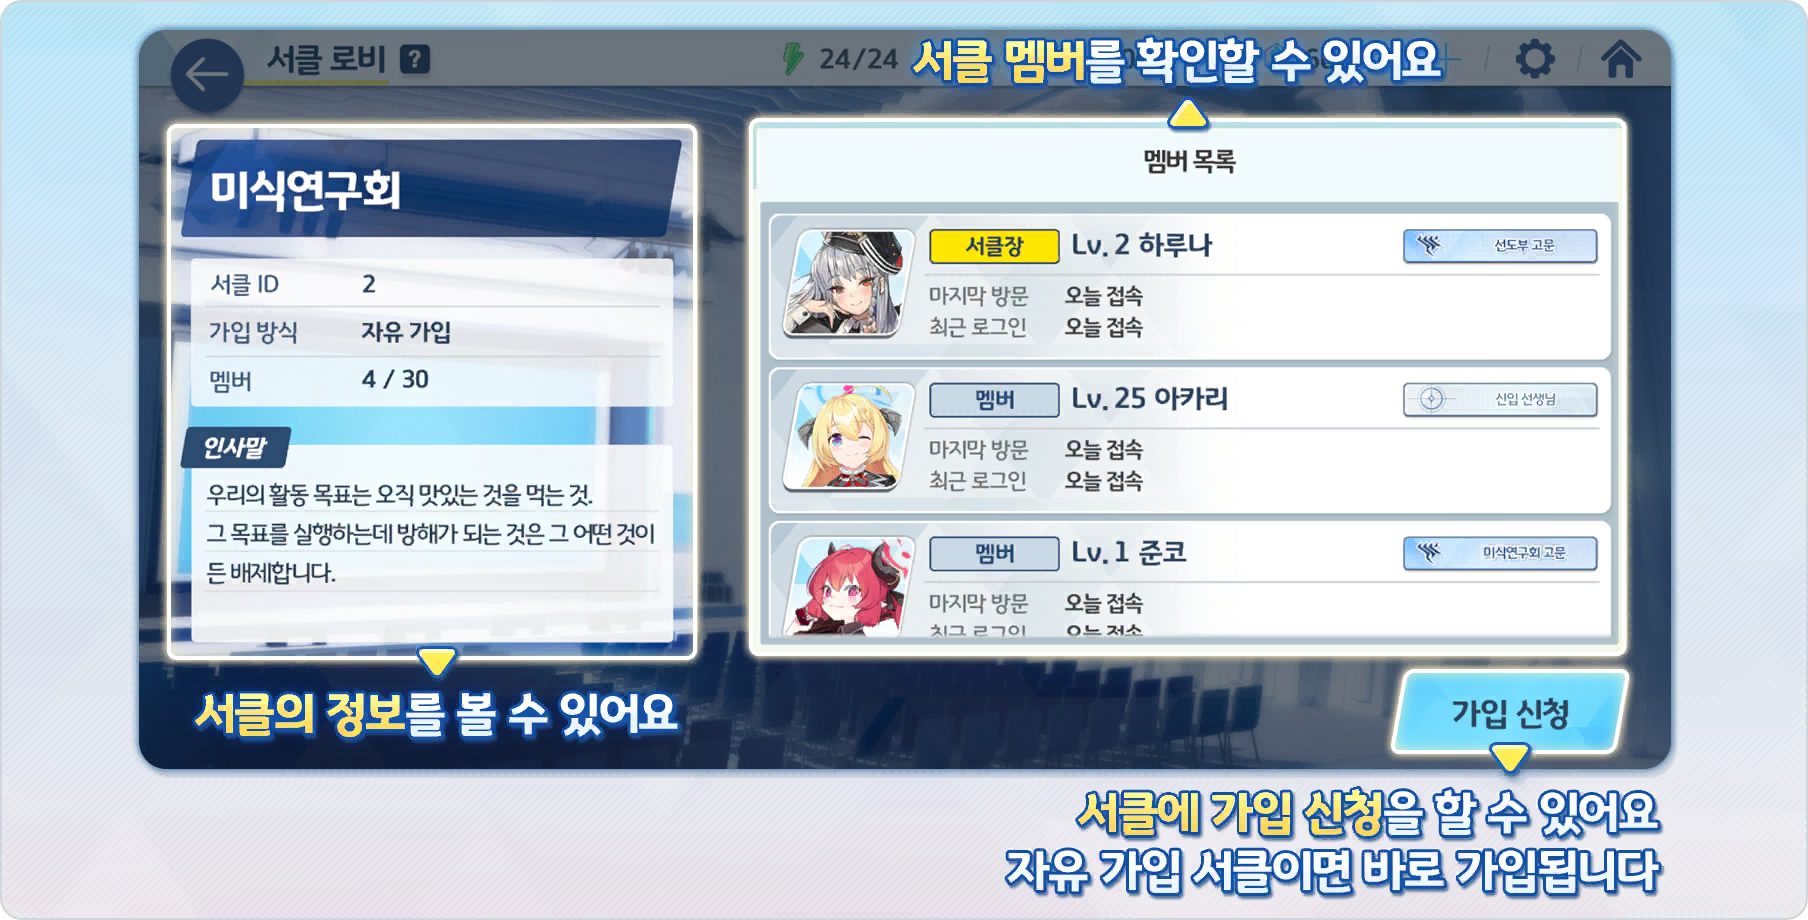 서클 로비 ?
24/24
서클 멤버를 확인할 수 있어요
미식연구회
서클 ID 2
가입 방식 자유 가입
멤버 4 / 30
인사말
우리의 활동 목표는 오직 맛있는 것을 먹는 것.
그 목표를 실행하는데 방해가 되는 것은 그 어떤 것이
든 배제합니다.
서클의 정보를 볼 수 있어요
멤버 목록
서클장 Lv. 2 하루나 선도부 고문
마지막 방문 오늘 접속
최근 로그인 오늘 접속
멤버 Lv. 25 아카리 신입 선생님
마지막 방문 오늘 접속
최근 로그인 오늘 접속
멤버 Lv. 1 준코 미식연구회 고문
마지막 방문 오늘 접속
최근 로그인 오늘 접속
가입 신청
서클에 가입 신청을 할 수 있어요
자유 가입 서클이면 바로 가입됩니다